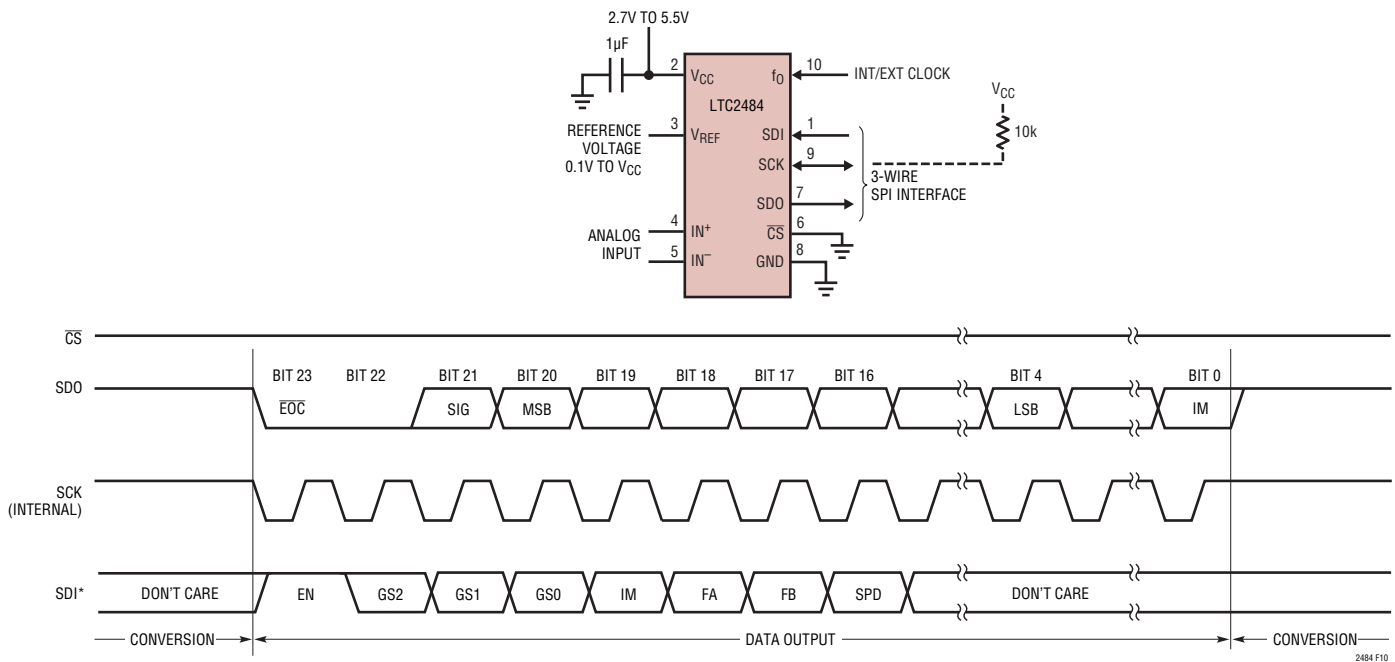 2.7V TO 5.5V
1µF
2
VCC
fO
10
INT/EXT CLOCK
LTC2484
VCC
10k
REFERENCE
VOLTAGE
0.1V TO VCC
3
VREF
SDI
1
SCK
9
3-WIRE
SPI INTERFACE
SDO
7
ANALOG
INPUT
4
IN+
CS
6
5
IN–
GND
8
CS
SDO
BIT 23
BIT 22
BIT 21
BIT 20
BIT 19
BIT 18
BIT 17
BIT 16
BIT 4
BIT 0
EOC
SIG
MSB
LSB
IM
SCK
(INTERNAL)
SDI*
DON'T CARE
EN
GS2
GS1
GS0
IM
FA
FB
SPD
DON'T CARE
CONVERSION
DATA OUTPUT
CONVERSION
2484 F10